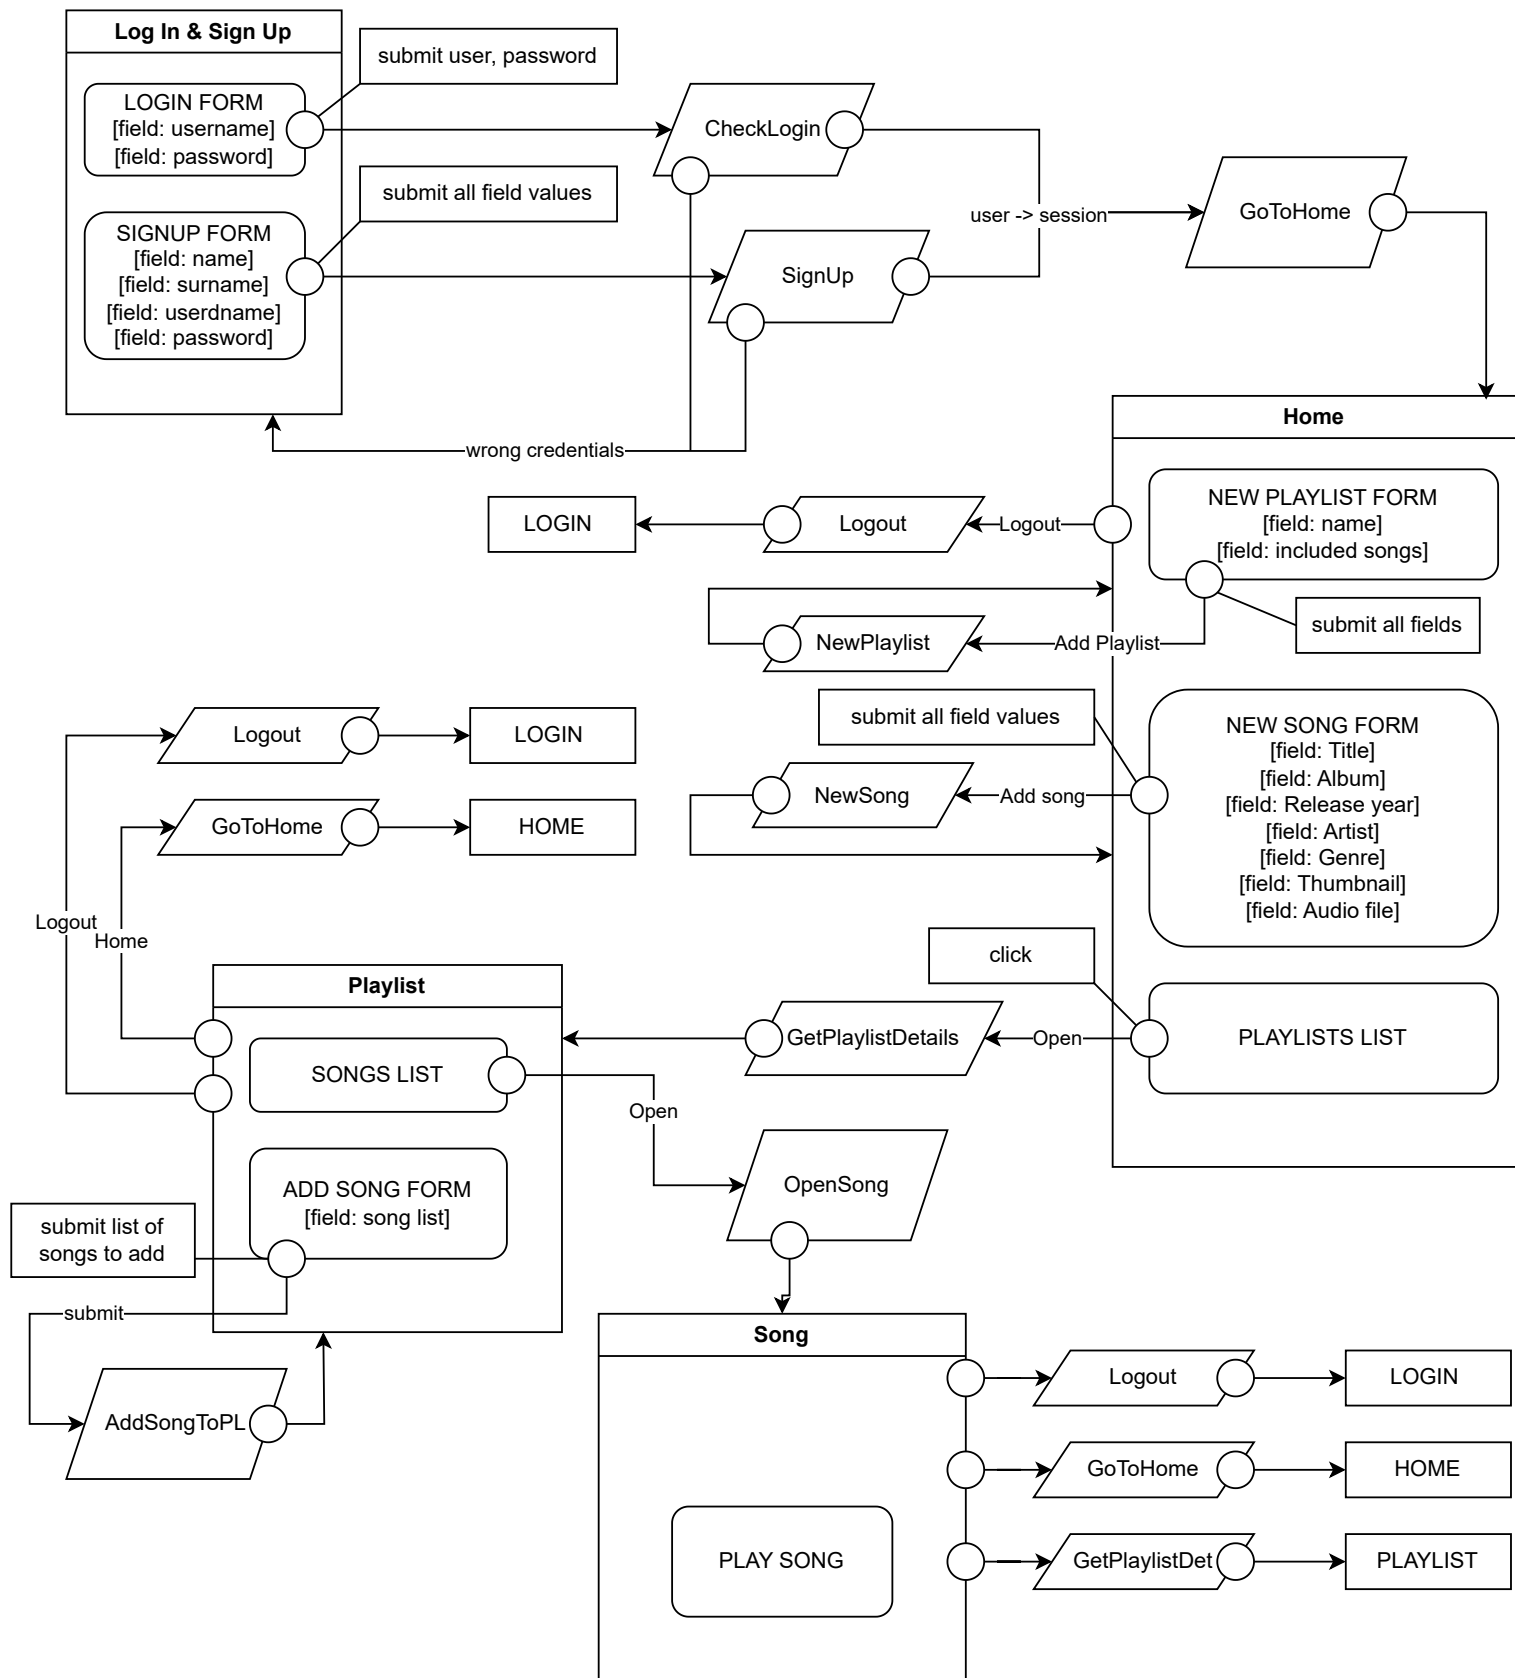 Log In & Sign Up
submit user, password
LOGIN FORM
[field: username]
[field: password]
CheckLogin
submit all field values
SIGNUP FORM
[field: name]
[field: surname]
[field: userdname]
[field: password]
SignUp
user -> session
GoToHome
wrong credentials
Home
NEW PLAYLIST FORM
[field: name]
[field: included songs]
LOGIN
Logout
Logout
submit all fields
NewPlaylist
Add Playlist
submit all field values
NEW SONG FORM
[field: Title]
[field: Album]
[field: Release year]
[field: Artist]
[field: Genre]
[field: Thumbnail]
[field: Audio file]
Logout
LOGIN
NewSong
Add song
GoToHome
HOME
Logout
Home
click
Playlist
GetPlaylistDetails
Open
PLAYLISTS LIST
SONGS LIST
Open
OpenSong
ADD SONG FORM
[field: song list]
submit list of
songs to add
submit
AddSongToPL
Song
Logout
LOGIN
GoToHome
HOME
PLAY SONG
GetPlaylistDet
PLAYLIST